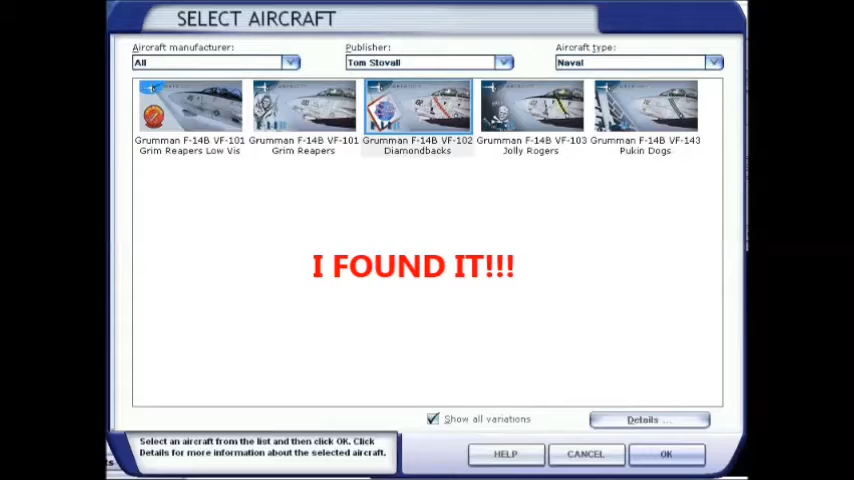 SELECT AIRCRAFT
Aircraft manufacturer:
Publisher:
Aircraft type:
All
Tom Stovall
Naval
Grumman F-14B VF-101
Grim Reapers Low Vis
Grumman F-14B VF-101
Grim Reapers
Grumman F-14B VF-102
Diamondbacks
Grumman F-14B VF-103
Jolly Rogers
Grumman F-14B VF-143
Pukin Dogs
I FOUND IT!!!
Show all variations
Details ...
Select an aircraft from the list and then click OK. Click
Details for more information about the selected aircraft.
HELP
CANCEL
OK